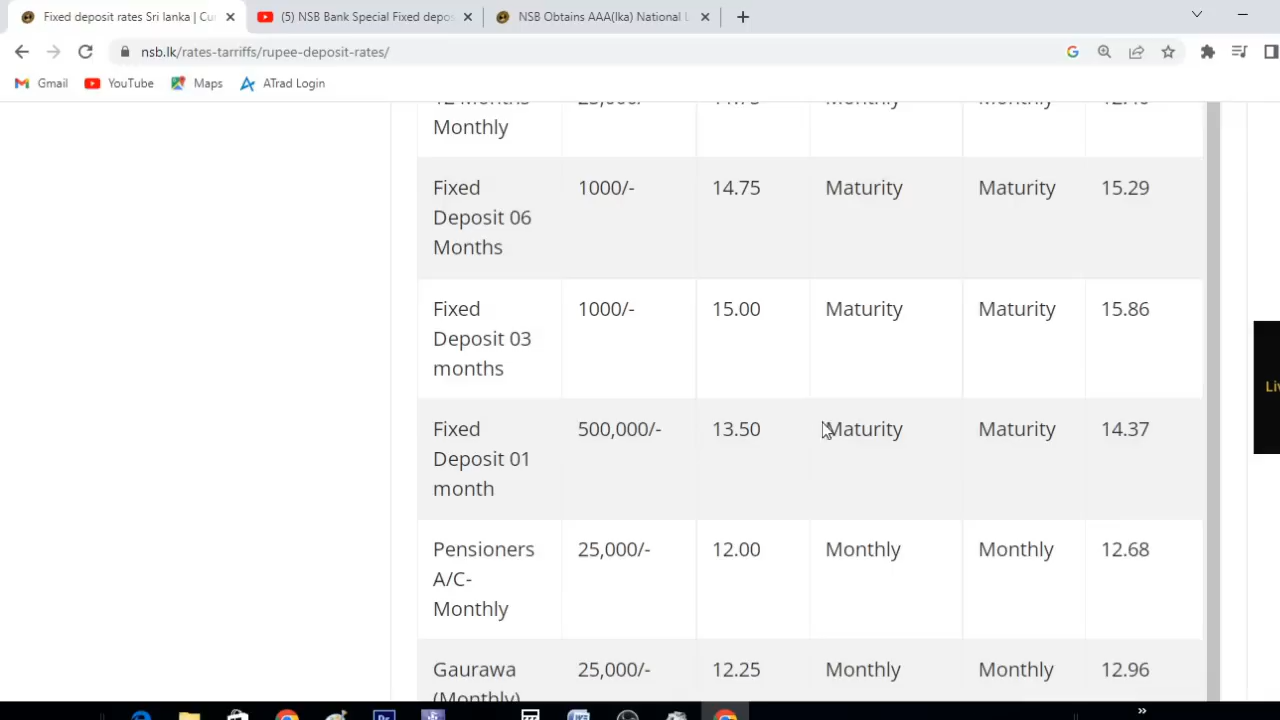 Fixed deposit rates Sri lanka | Cu
(5) NSB Bank Special Fixed depos
NSB Obtains AAA(lka) National L
nsb.lk/rates-tarriffs/rupee-deposit-rates/
Gmail YouTube Maps ATrad Login
12 Months 25,000/- 11.75 Monthly Monthly 12.40
Monthly
Fixed 1000/- 14.75 Maturity Maturity 15.29
Deposit 06
Months
Fixed 1000/- 15.00 Maturity Maturity 15.86
Deposit 03
months
Fixed 500,000/- 13.50 Maturity Maturity 14.37
Deposit 01
month
Pensioners 25,000/- 12.00 Monthly Monthly 12.68
A/C-
Monthly
Gaurawa 25,000/- 12.25 Monthly Monthly 12.96
(Monthly)
Liv